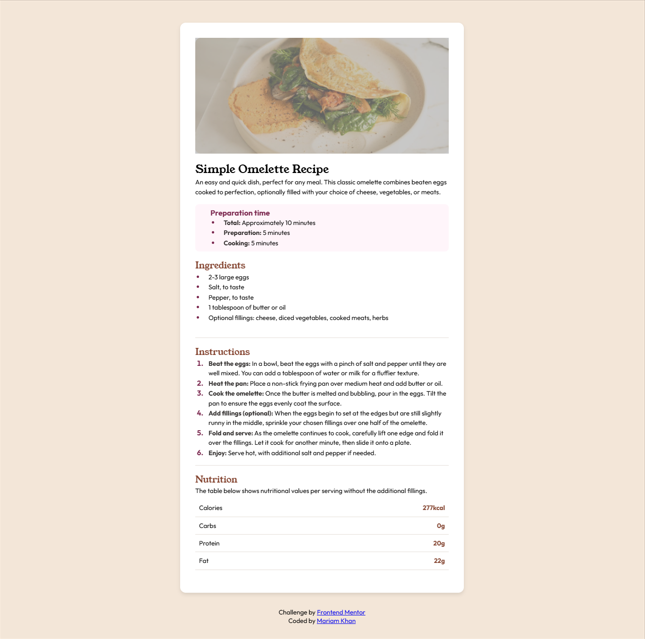 Simple Omelette Recipe
An easy and quick dish, perfect for any meal. This classic omelette combines beaten eggs
cooked to perfection, optionally filled with your choice of cheese, vegetables, or meats.
Preparation time
• Total: Approximately 10 minutes
• Preparation: 5 minutes
• Cooking: 5 minutes
Ingredients
• 2-3 large eggs
• Salt, to taste
• Pepper, to taste
• 1 tablespoon of butter or oil
• Optional fillings: cheese, diced vegetables, cooked meats, herbs
Instructions
1. Beat the eggs: In a bowl, beat the eggs with a pinch of salt and pepper until they are
well mixed. You can add a tablespoon of water or milk for a fluffier texture.
2. Heat the pan: Place a non-stick frying pan over medium heat and add butter or oil.
3. Cook the omelette: Once the butter is melted and bubbling, pour in the eggs. Tilt the
pan to ensure the eggs evenly coat the surface.
4. Add fillings (optional): When the eggs begin to set at the edges but are still slightly
runny in the middle, sprinkle your chosen fillings over one half of the omelette.
5. Fold and serve: As the omelette continues to cook, carefully lift one edge and fold it
over the fillings. Let it cook for another minute, then slide it onto a plate.
6. Enjoy: Serve hot, with additional salt and pepper if needed.
Nutrition
The table below shows nutritional values per serving without the additional fillings.
Calories 277kcal
Carbs 0g
Protein 20g
Fat 22g
Challenge by Frontend Mentor
Coded by Mariam Khan